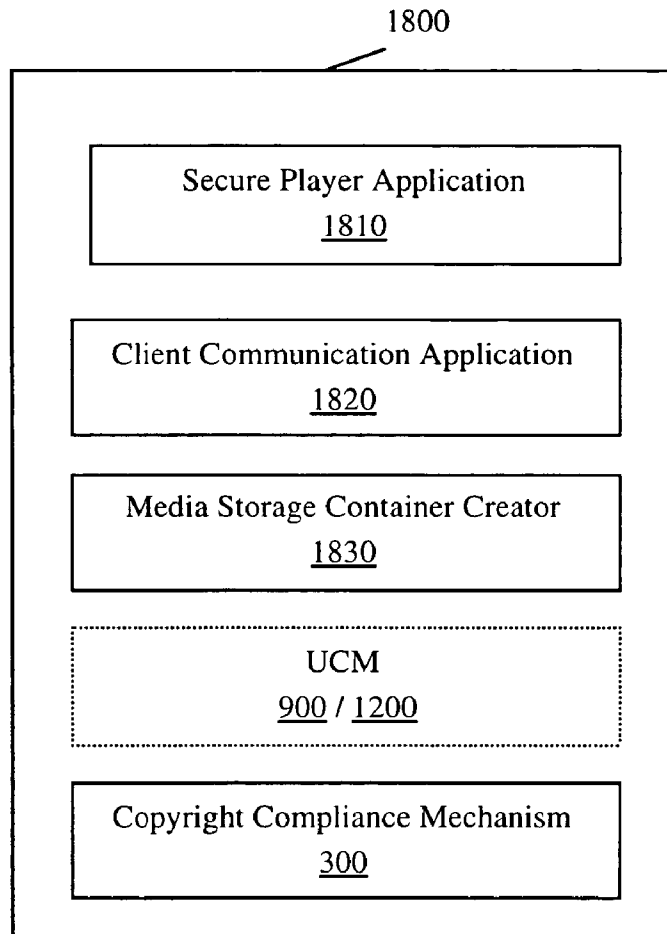 1800
Secure Player Application
1810
Client Communication Application
1820
Media Storage Container Creator
1830
UCM
900 / 1200
Copyright Compliance Mechanism
300